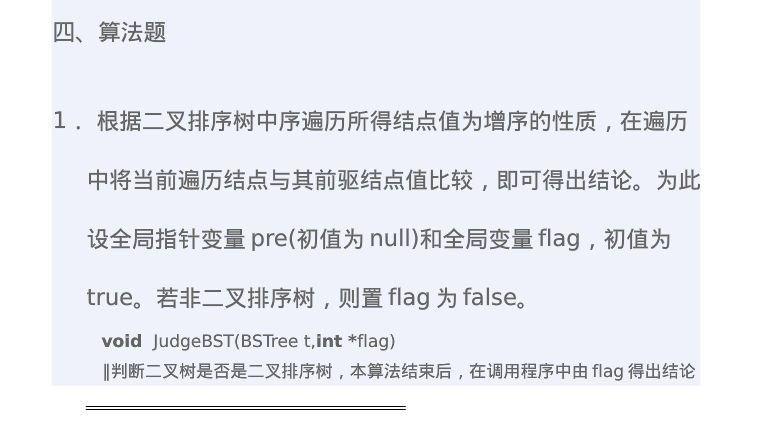 四、算法题
1 ．根据二叉排序树中序遍历所得结点值为增序的性质，在遍历
中将当前遍历结点与其前驱结点值比较，即可得出结论。为此
设全局指针变量 pre(初值为 null)和全局变量 flag，初值为
true。若非二叉排序树，则置 flag 为 false。
void JudgeBST(BSTree t,int *flag)
∥判断二叉树是否是二叉排序树，本算法结束后，在调用程序中由 flag 得出结论